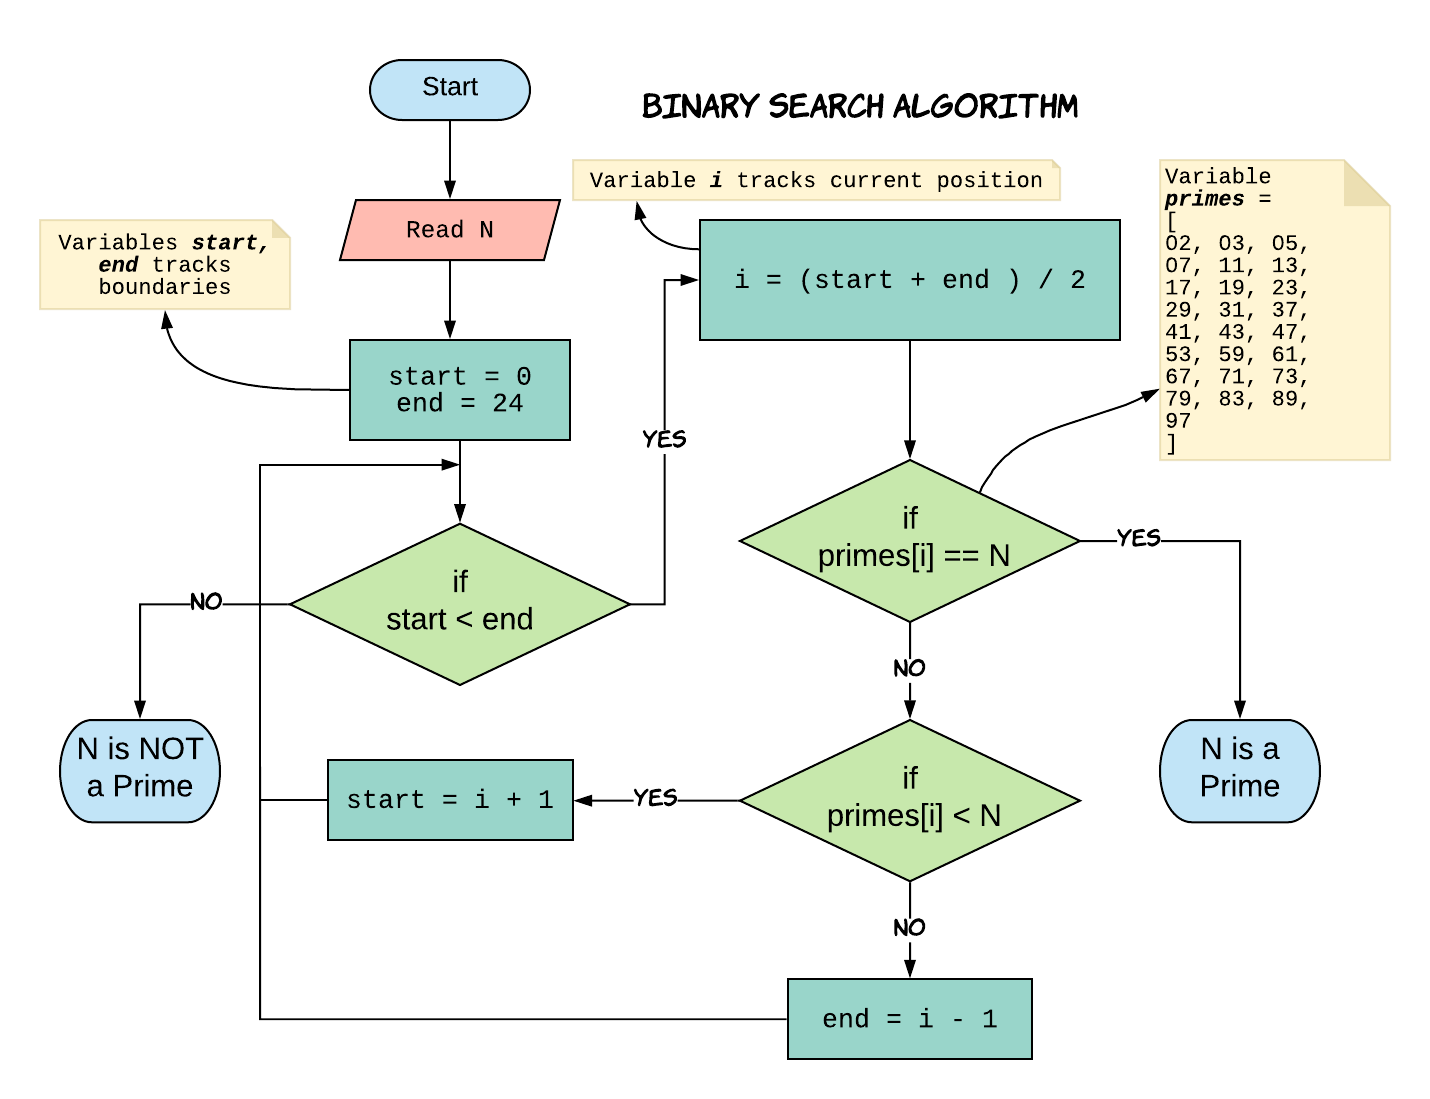 Start
BINARY SEARCH ALGORITHM
Variable i tracks current position
Variable
primes =
[
02, 03, 05,
07, 11, 13,
17, 19, 23,
29, 31, 37,
41, 43, 47,
53, 59, 61,
67, 71, 73,
79, 83, 89,
97
]
Read N
Variables start,
end tracks
boundaries
i = (start + end ) / 2
start = 0
end = 24
YES
if
start < end
NO
if
primes[i] == N
YES
NO
N is NOT
a Prime
N is a
Prime
if
primes[i] < N
YES
start = i + 1
NO
end = i - 1